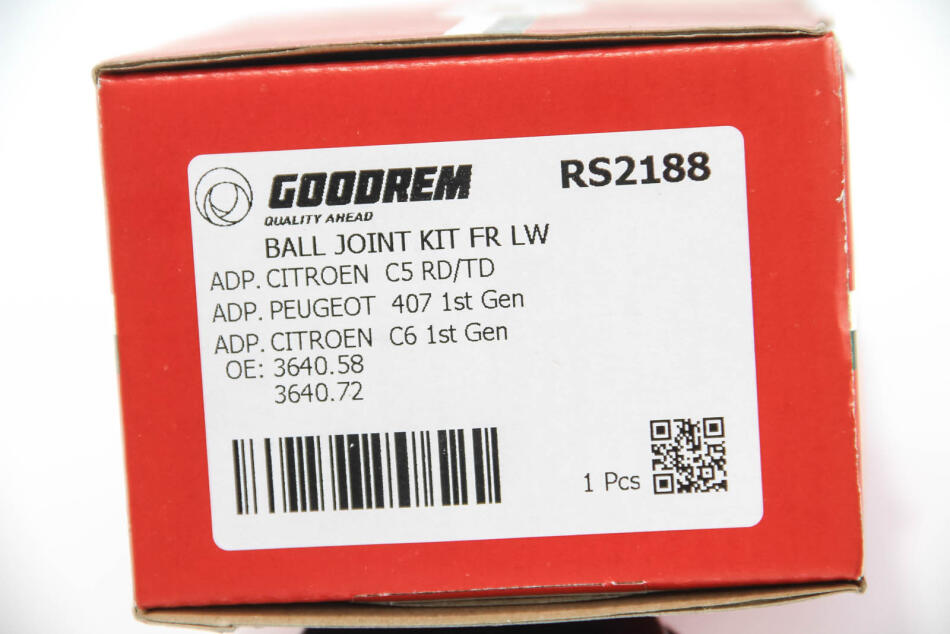 GOODREM
QUALITY AHEAD
RS2188
BALL JOINT KIT FR LW
ADP. CITROEN C5 RD/TD
ADP. PEUGEOT 407 1st Gen
ADP. CITROEN C6 1st Gen
OE: 3640.58
3640.72
1 Pcs